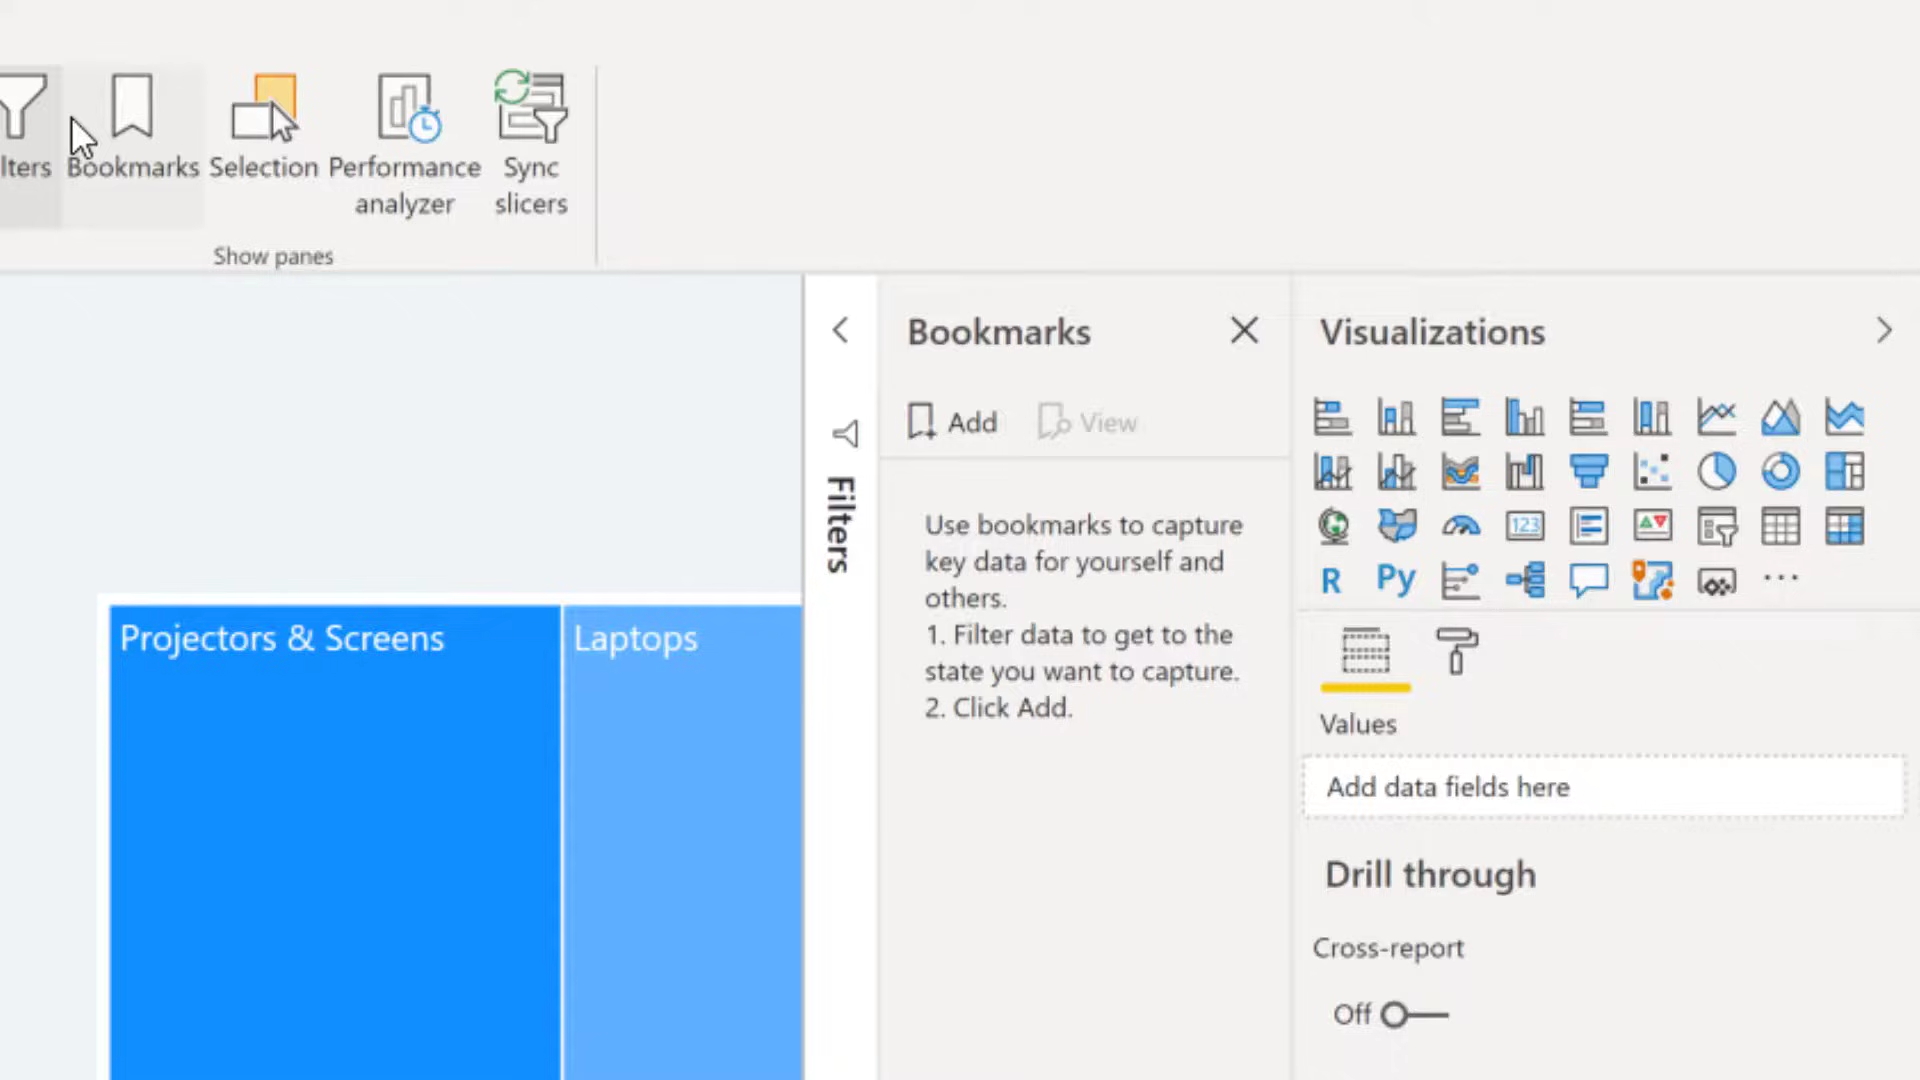 lters
Bookmarks
Selection
Performance
analyzer
Sync
slicers
Show panes
Bookmarks
Visualizations
Add
View
Filters
Use bookmarks to capture
key data for yourself and
others.
1. Filter data to get to the
state you want to capture.
2. Click Add.
123
R
Py
Projectors & Screens
Laptops
Values
Add data fields here
Drill through
Cross-report
Off